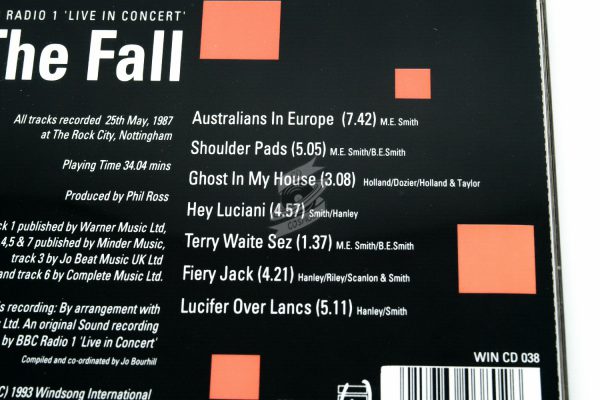 RADIO 1 'LIVE IN CONCERT'
The Fall
All tracks recorded 25th May, 1987
at The Rock City, Nottingham
Playing Time 34.04 mins
Produced by Phil Ross
ck 1 published by Warner Music Ltd,
4,5 & 7 published by Minder Music,
track 3 by Jo Beat Music UK Ltd
and track 6 by Complete Music Ltd.
is recording: By arrangement with
Ltd. An original Sound recording
by BBC Radio 1 'Live in Concert'
Compiled and co-ordinated by Jo Bourhill
C) 1993 Windsong International
Australians In Europe (7.42) M.E. Smith
Shoulder Pads (5.05) M.E. Smith/B.E.Smith
Ghost In My House (3.08) Holland/Dozier/Holland & Taylor
Hey Luciani (4.57) Smith/Hanley
Terry Waite Sez (1.37) M.E. Smith/B.E.Smith
Fiery Jack (4.21) Hanley/Riley/Scanlon & Smith
Lucifer Over Lancs (5.11) Hanley/Smith
WIN CD 038